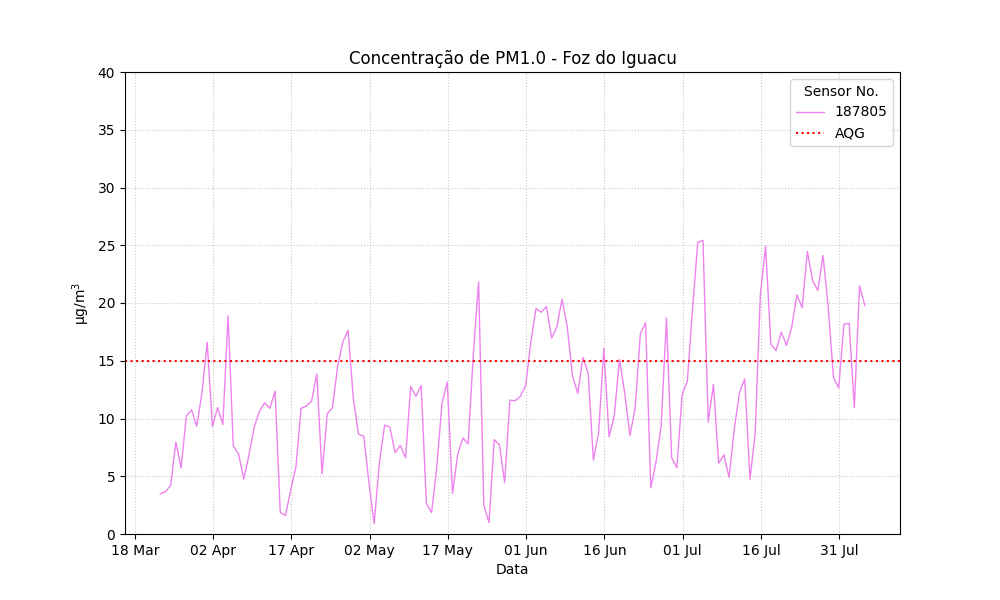 Concentração de PM1.0 - Foz do Iguacu
40
35
30
25
20
15
10
5
0
µg/m³
Sensor No.
187805
AQG
18 Mar 02 Apr 17 Apr 02 May 17 May 01 Jun 16 Jun 01 Jul 16 Jul 31 Jul
Data